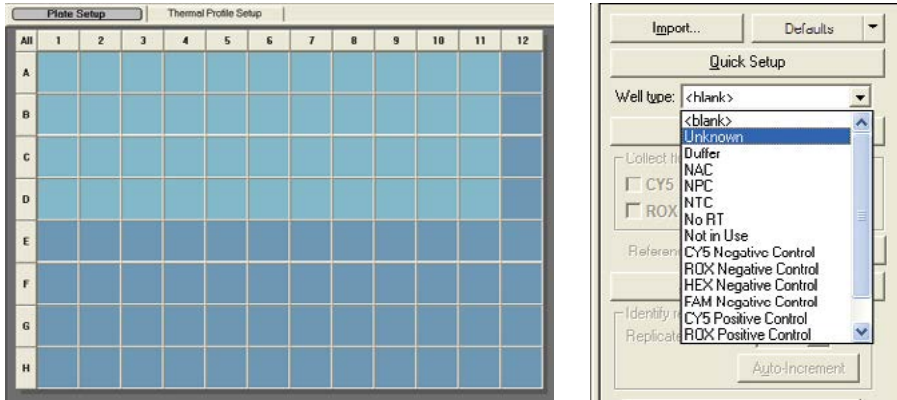 Plate Setup Thermal Profile Setup
All 1 2 3 4 5 6 7 8 9 10 11 12
A
B
C
D
E
F
G
H
Import... Defaults
Quick Setup
Well type: <blank>
<blank>
Unknown
Buffer
NAC
NPC
NTC
No RT
Not in Use
CY5 Negative Control
ROX Negative Control
HEX Negative Control
FAM Negative Control
CY5 Positive Control
ROX Positive Control
Collect
CY5
ROX
Identify
Replicate
Auto-Increment